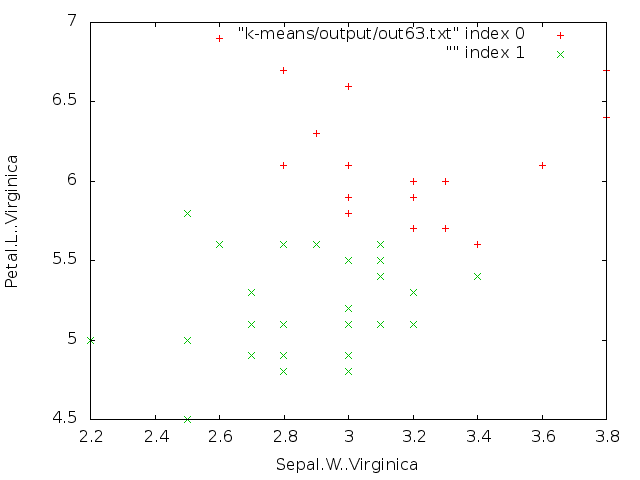 7
"k-means/output/out63.txt" index 0
"" index 1
6.5
6
5.5
5
4.5
Petal.L..Virginica
2.2 2.4 2.6 2.8 3 3.2 3.4 3.6 3.8
Sepal.W..Virginica